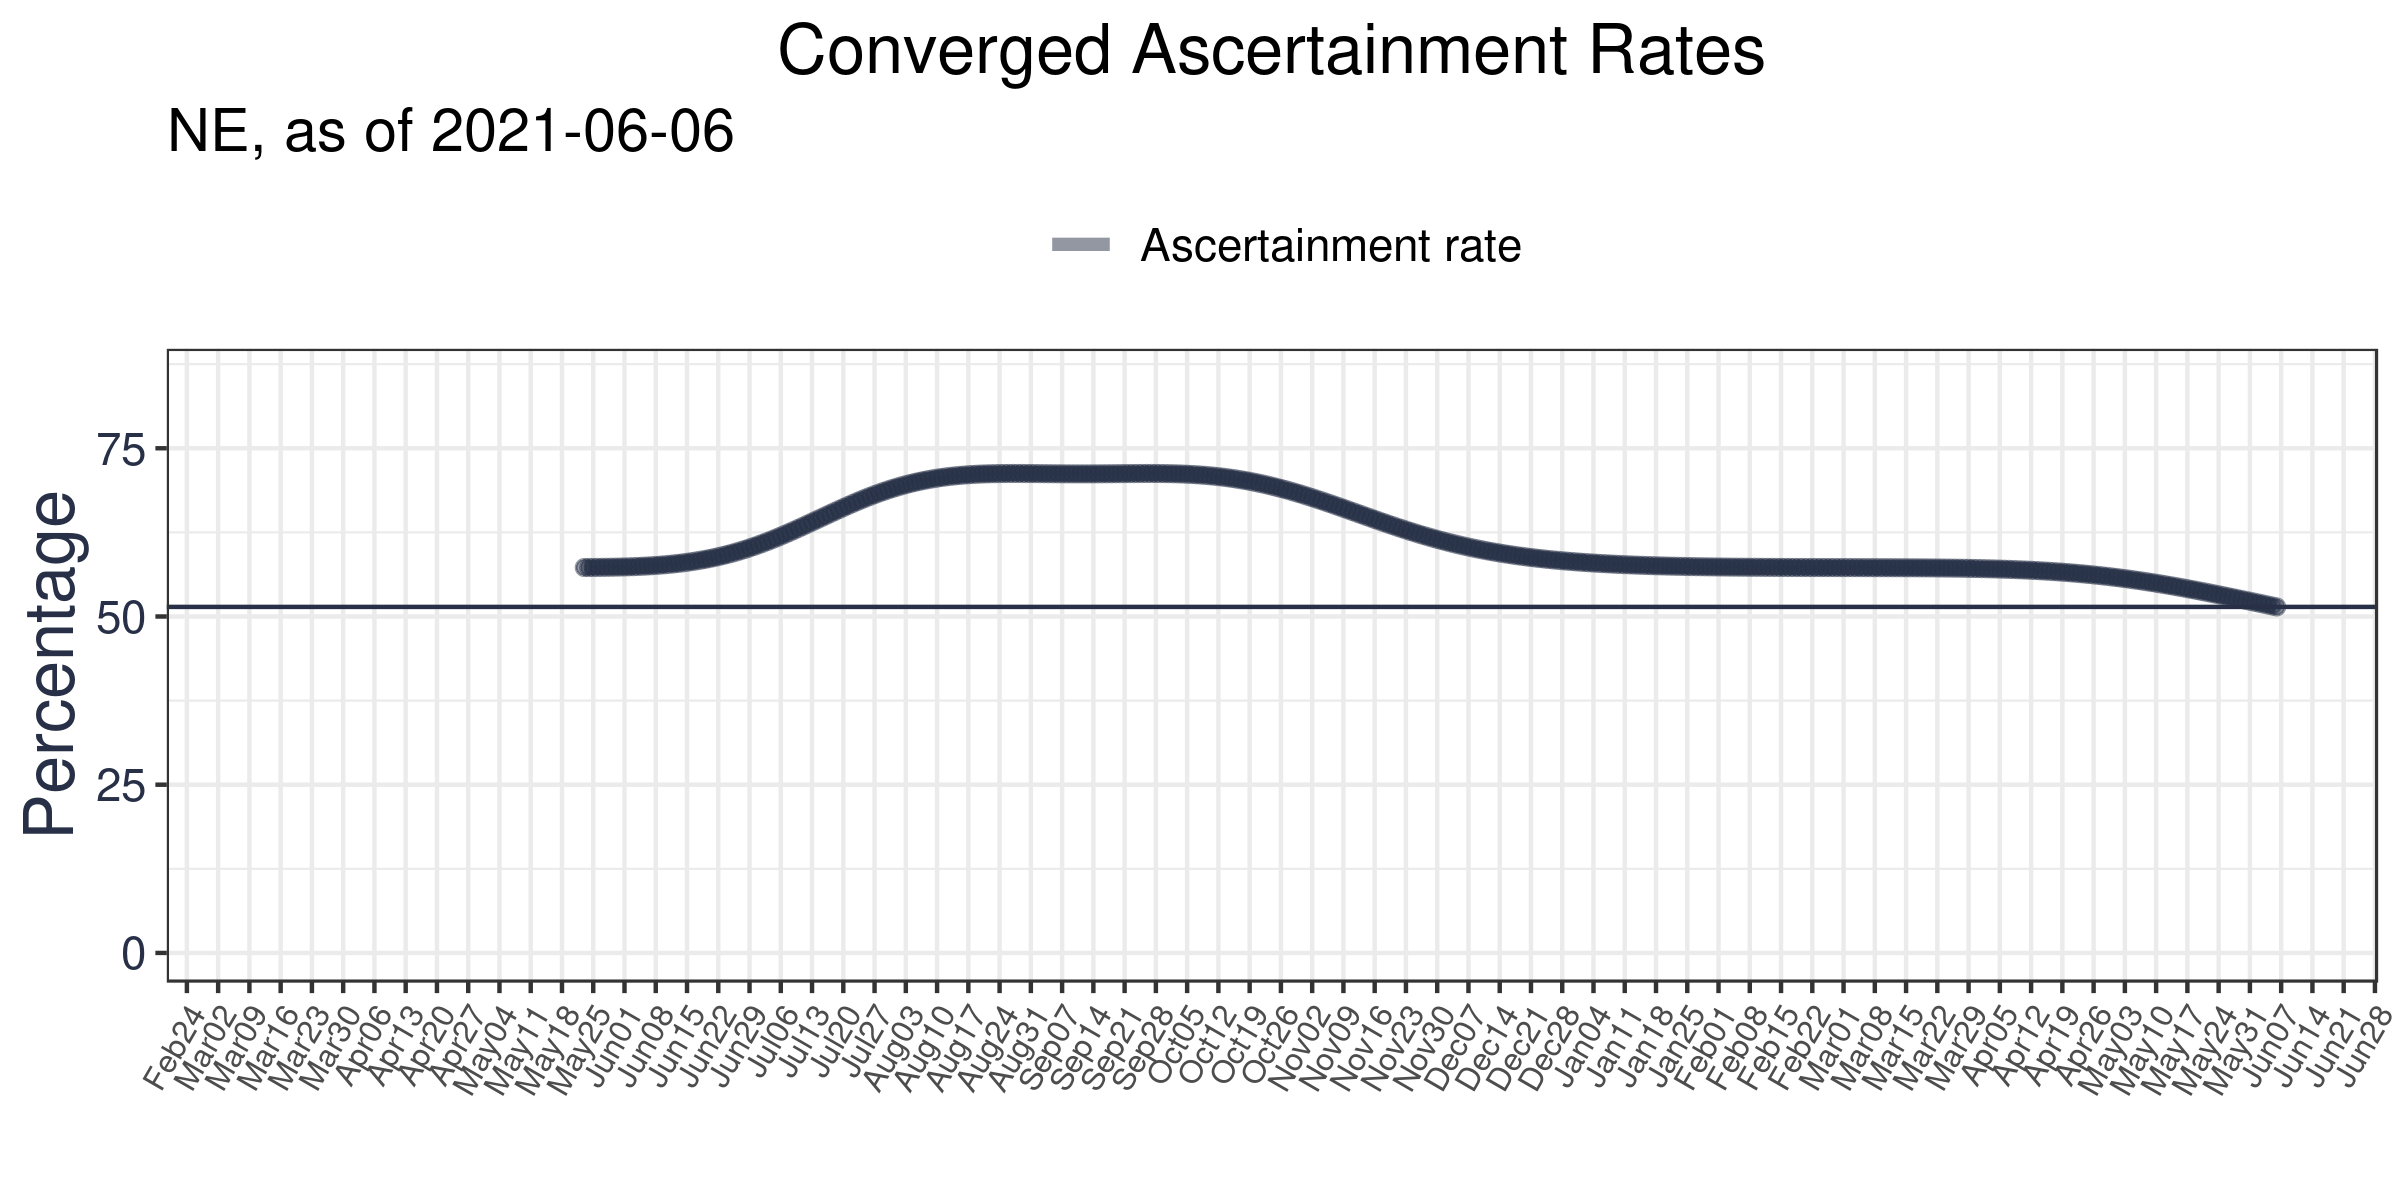 Converged Ascertainment Rates
NE, as of 2021-06-06
Ascertainment rate
Percentage
75
50
25
0
Feb24 Mar02 Mar09 Mar16 Mar23 Mar30 Apr06 Apr13 Apr20 Apr27 May04 May11 May18 May25 Jun01 Jun08 Jun15 Jun22 Jun29 Jul06 Jul13 Jul20 Jul27 Aug03 Aug10 Aug17 Aug24 Aug31 Sep07 Sep14 Sep21 Sep28 Oct05 Oct12 Oct19 Oct26 Nov02 Nov09 Nov16 Nov23 Nov30 Dec07 Dec14 Dec21 Dec28 Jan04 Jan11 Jan18 Jan25 Feb01 Feb08 Feb15 Feb22 Mar01 Mar08 Mar15 Mar22 Mar29 Apr05 Apr12 Apr19 Apr26 May03 May10 May17 May24 May31 Jun07 Jun14 Jun21 Jun28